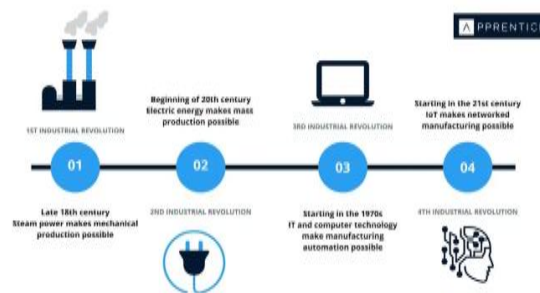 APPRENTICE
1ST INDUSTRIAL REVOLUTION
01
Late 18th century
Steam power makes mechanical
production possible
Beginning of 20th century
Electric energy makes mass
production possible
02
2ND INDUSTRIAL REVOLUTION
3RD INDUSTRIAL REVOLUTION
03
Starting in the 1970s
IT and computer technology
make manufacturing
automation possible
Starting in the 21st century
IoT makes networked
manufacturing possible
04
4TH INDUSTRIAL REVOLUTION